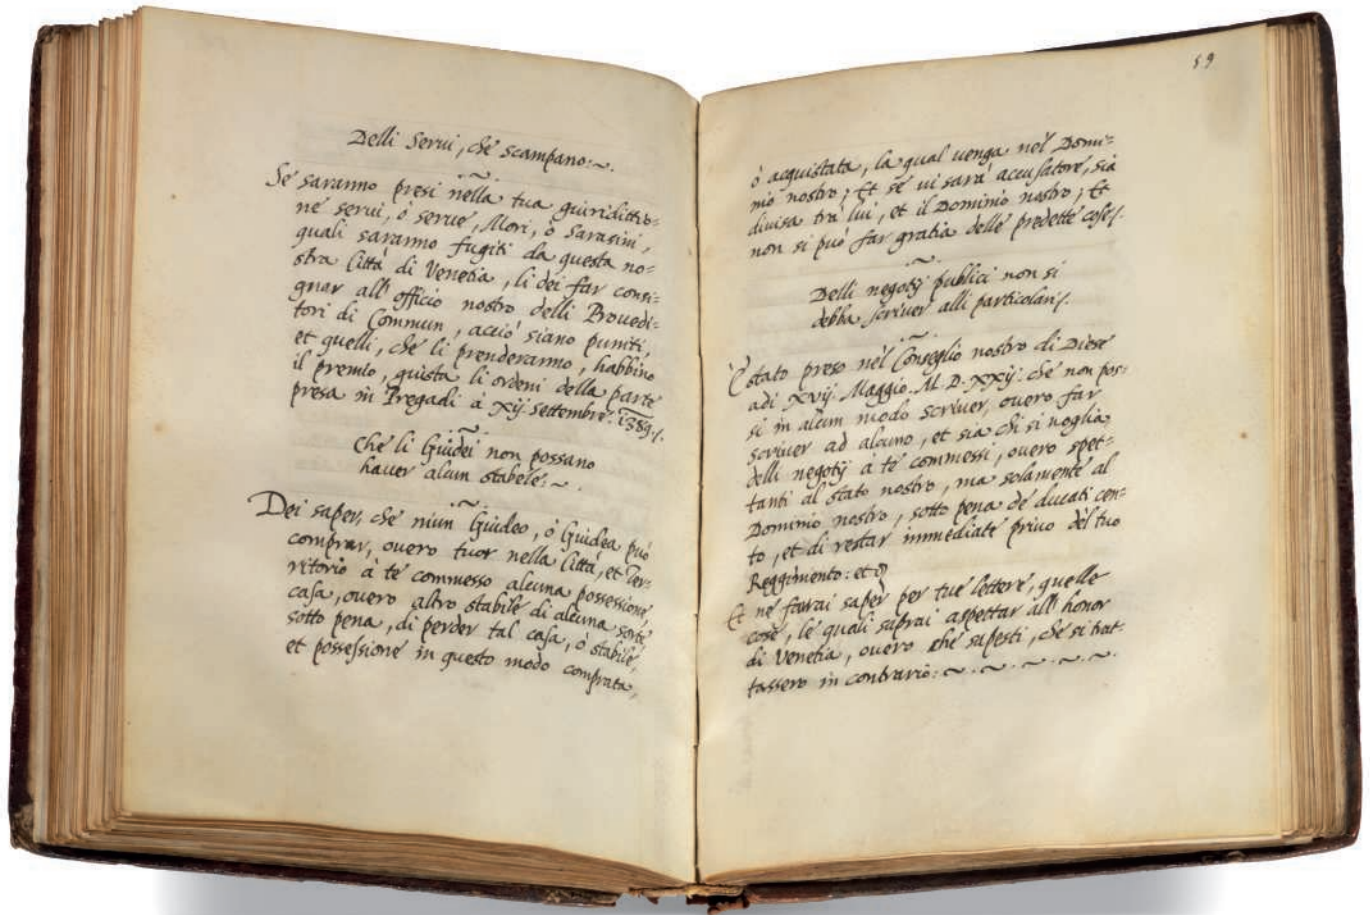 Delli Serui, che scampano:~.
Se saranno presi nella tua giuridittio=
ne serui, ò serue, Mori, ò Sarasini,
quali saranno fugiti da questa no=
stra Città di Venetia, li dei far consi=
gnar all' officio nostro delli Prouedi=
tori di Commun, acciò siano puniti,
et quelli, che li prenderanno, habbino
il premio, giusta li ordeni della parte
presa in Pregadi à xij. Settembre. 1389./.
Che li Giudei non possano
hauer alcun stabele:~.
Dei saper, che niun Giudeo, ò Giudea può
comprar, ouero tuor nella Città, et Ter=
ritorio à te commesso alcuna possessione,
casa, ouero altro stabile di alcuna sorte
sotto pena, di perder tal casa, ò stabile,
et possessione in questo modo comprata,
59
ò acquistata, la qual uenga nel Domi=
nio nostro; Et se ui sarà accusatore, sia
diuisa trà lui, et il Dominio nostro; Et
non si può far gratia delle predette cose/.
Delli negotij publici non si
debba scriuer alli particolari/.
È stato preso nel Conseglio nostro di Diese
adi xvij. Maggio. M. D. xxij. che non pos=
si in alcun modo scriuer, ouero far
scriuer ad alcuno, et sia chi si uoglia,
delli negotij à te commessi, ouero spet=
tanti al stato nostro, ma solamente al
Dominio nostro, sotto pena de ducati cen=
to, et di restar immediate priuo del tuo
Reggimento: et
Et ne farai saper per tue lettere, quelle
cose, le quali saprai aspettar all' honor
di Venetia, ouero che sapesti, che si trat=
tassero in contrario:~.~.~.~.~.